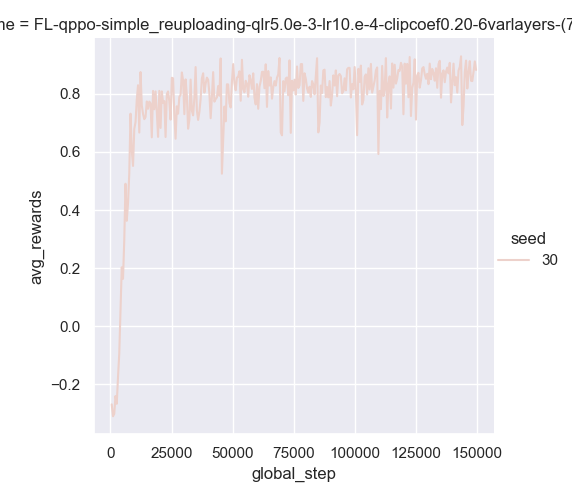 me = FL-qppo-simple_reuploading-qlr5.0e-3-lr10.e-4-clipcoef0.20-6varlayers-(7
0.8
0.6
0.4
0.2
0.0
−0.2
avg_rewards
0 25000 50000 75000 100000 125000 150000
global_step
seed
30